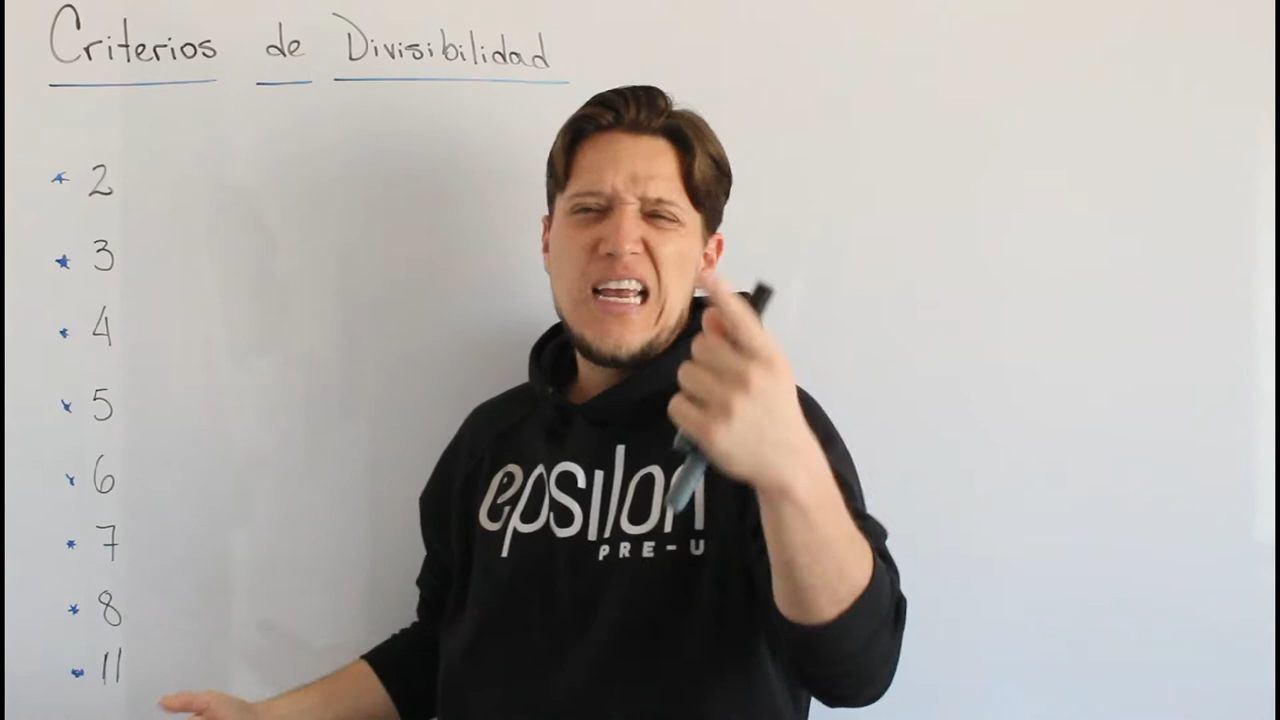 Criterios de Divisibilidad
* 2
* 3
* 4
* 5
* 6
* 7
* 8
* 11
epsilon
PRE-U